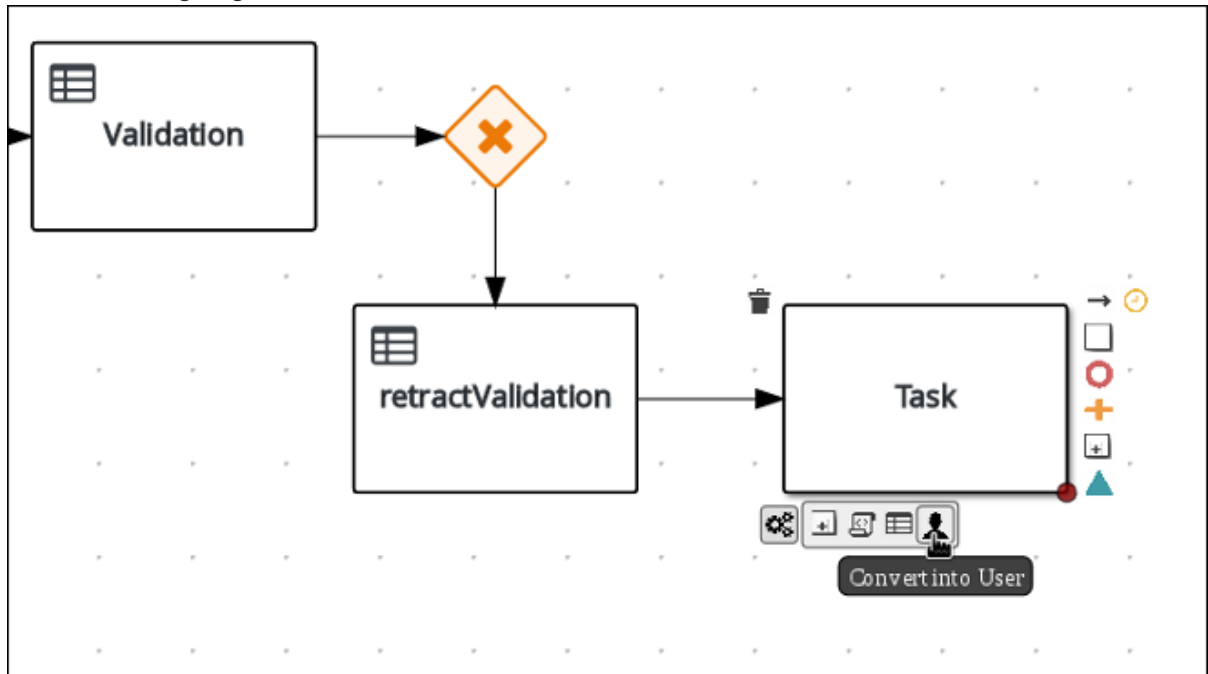 Validation
retractValidation
Task
Convert into User